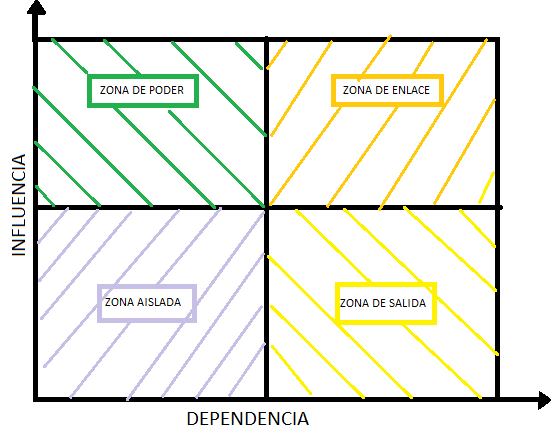 ZONA DE PODER
ZONA DE ENLACE
INFLUENCIA
ZONA AISLADA
ZONA DE SALIDA
DEPENDENCIA